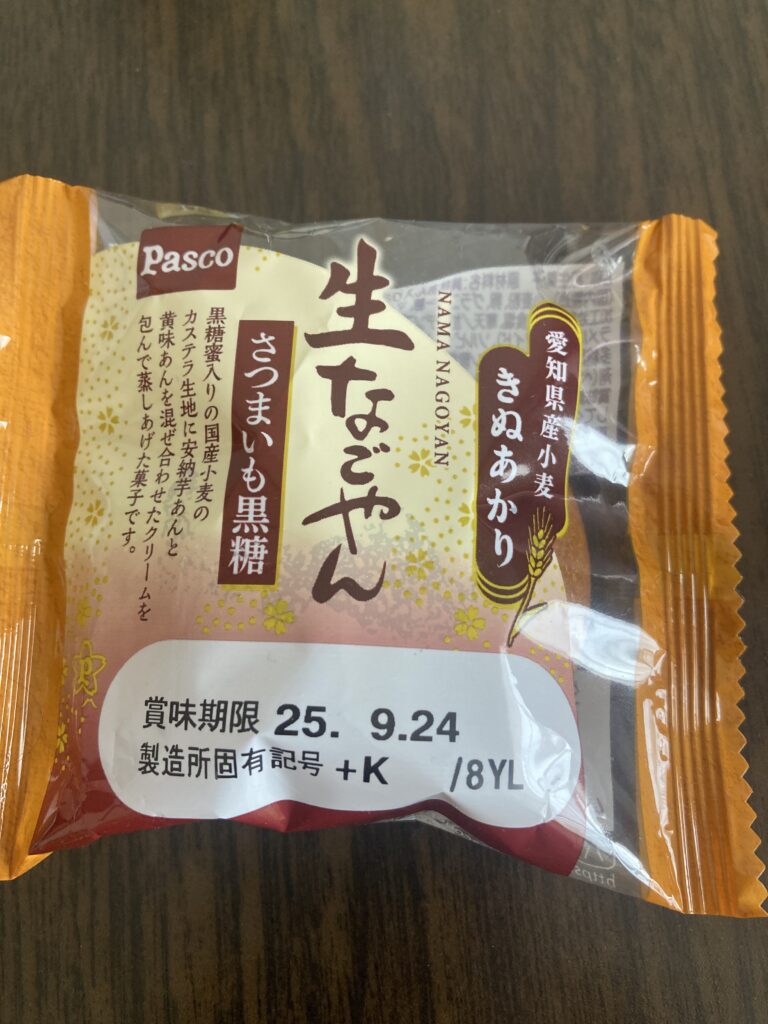 Pasco
愛知県産小麦
きぬあかり
NAMA NAGOYAN
生なごやん
さつまいも黒糖
黒糖蜜入りの国産小麦の
カステラ生地に安納芋あんと
黄味あんを混ぜ合わせたクリームを
包んで蒸しあげた菓子です。
賞味期限 25. 9.24
製造所固有記号 +K /8YL
https